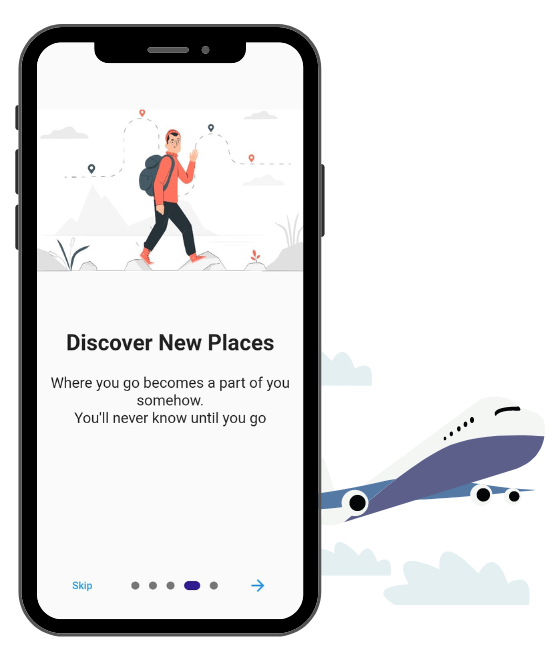 Discover New Places
Where you go becomes a part of you
somehow.
You'll never know until you go
Skip